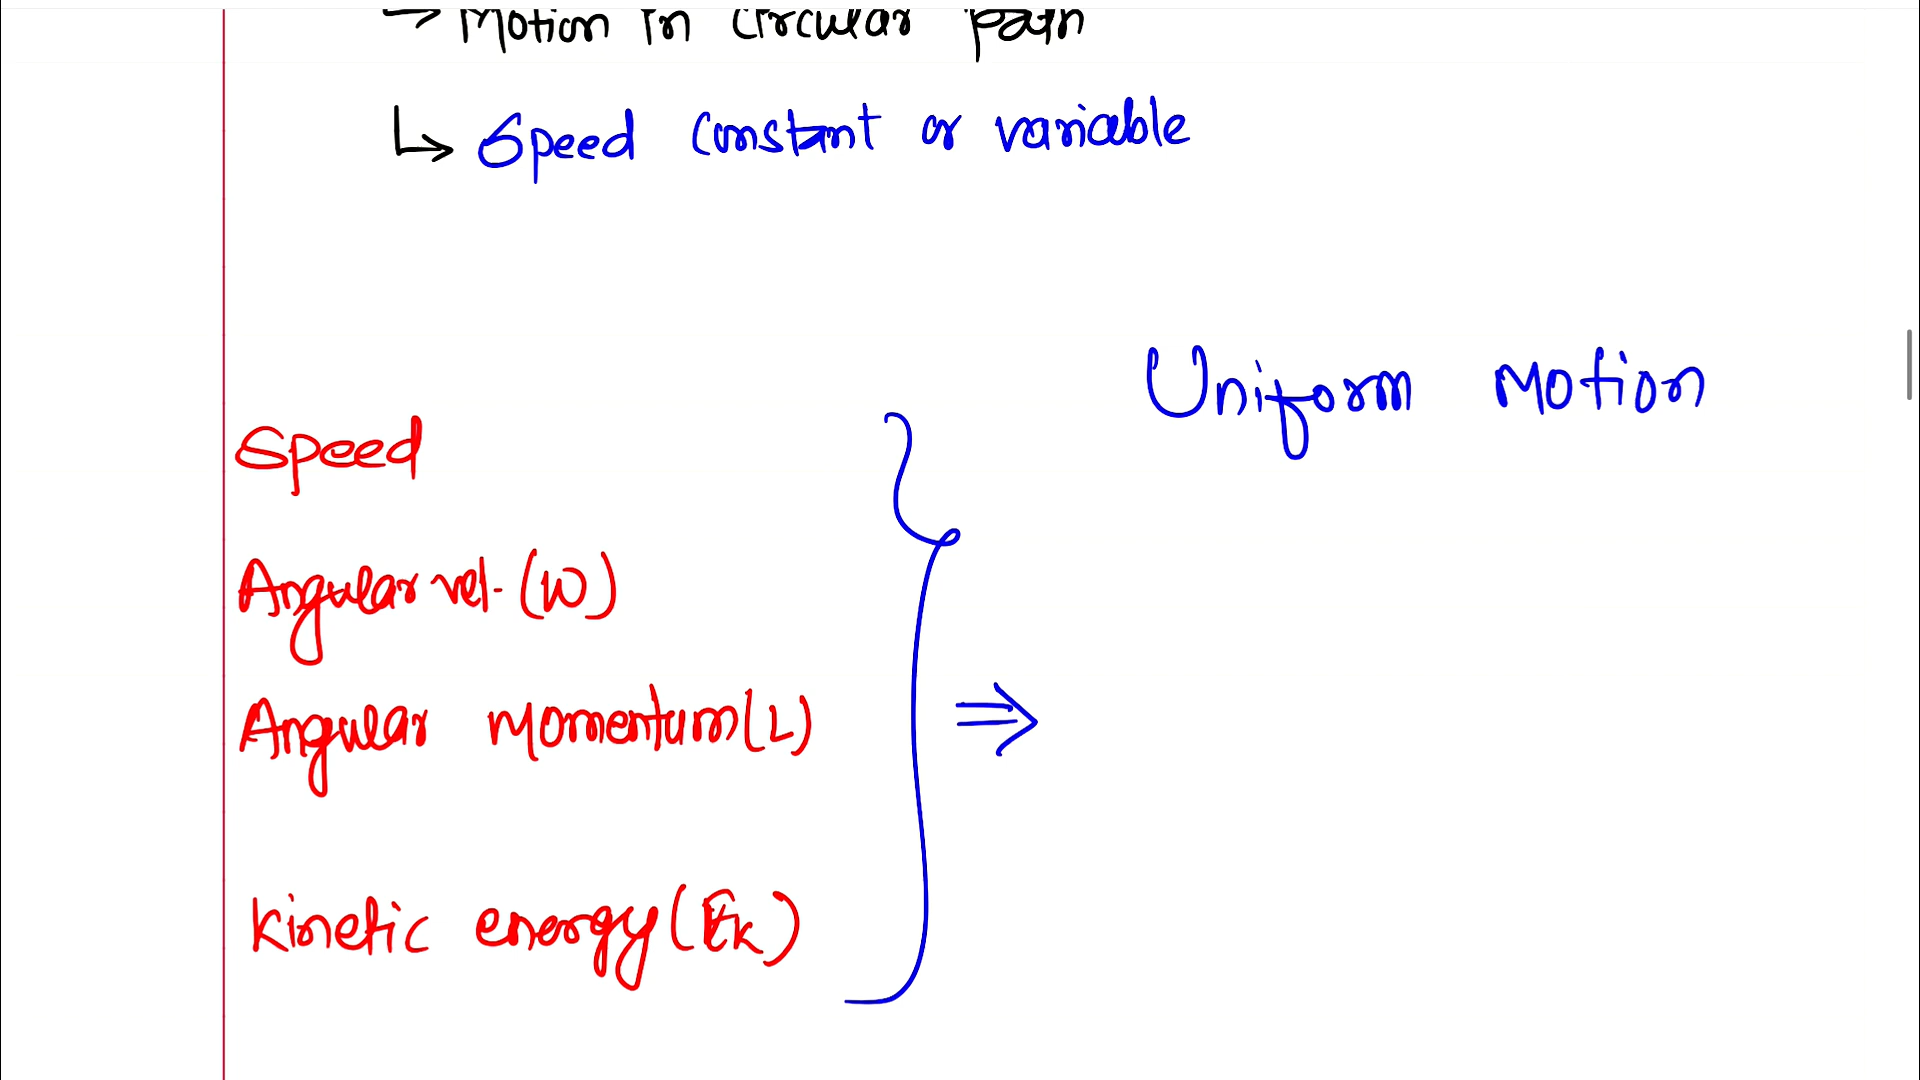 → Motion in circular path
↳ Speed constant or variable
Uniform Motion
Speed
Angular vel. (W)
Angular momentum (L)
⇒
Kinetic energy (Ek)